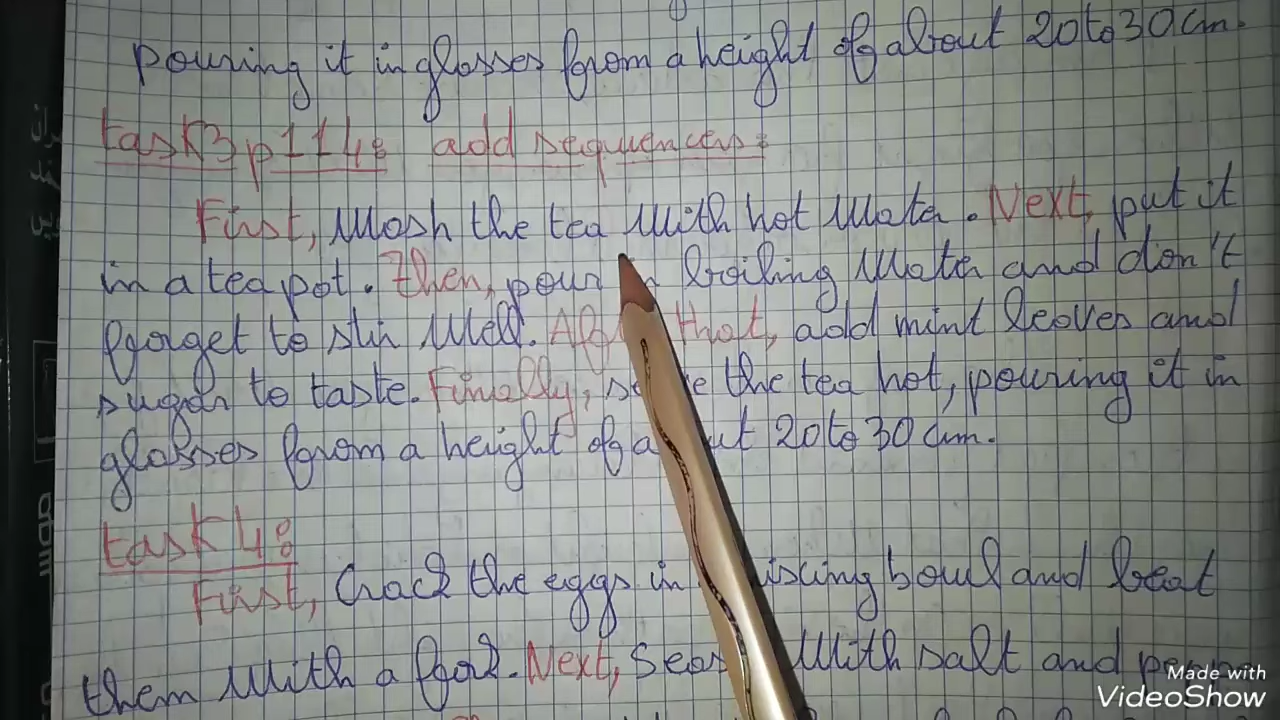 pouring it in glasses from a height of about 20 to 30 cm.
task3 p114: add sequencers:
First, wash the tea with hot water. Next, put it
in a tea pot. Then, pour in boiling water and don't
forget to stir well. After that, add mint leaves and
sugar to taste. Finally, serve the tea hot, pouring it in
glasses from a height of about 20 to 30 cm.
task 4:
First, crack the eggs in mixing bowl and beat
them with a fork. Next, with salt and
Made with
VideoShow